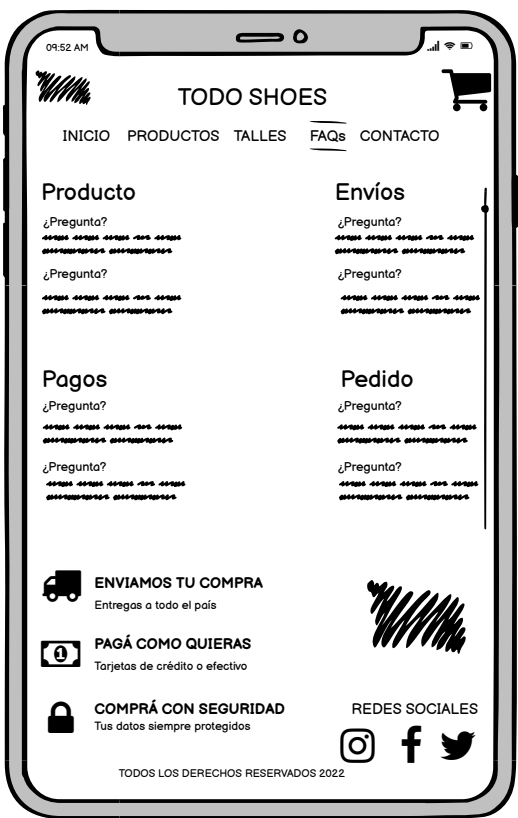 09:52 AM
TODO SHOES
INICIO PRODUCTOS TALLES FAQs CONTACTO
Producto
¿Pregunta?
¿Pregunta?
Envíos
¿Pregunta?
¿Pregunta?
Pagos
¿Pregunta?
¿Pregunta?
Pedido
¿Pregunta?
¿Pregunta?
ENVIAMOS TU COMPRA
Entregas a todo el país
PAGÁ COMO QUIERAS
Tarjetas de crédito o efectivo
1
COMPRÁ CON SEGURIDAD
Tus datos siempre protegidos
REDES SOCIALES
TODOS LOS DERECHOS RESERVADOS 2022